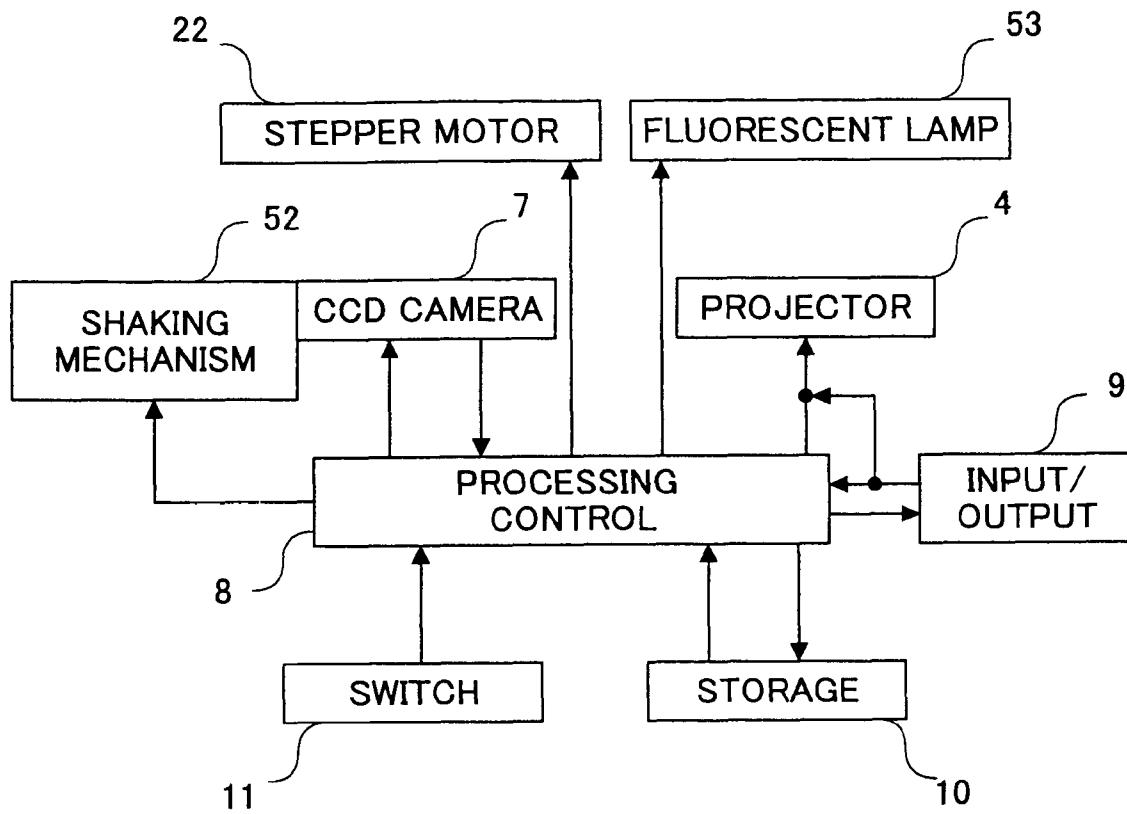 22
53
STEPPER MOTOR
FLUORESCENT LAMP
52
7
4
SHAKING
MECHANISM
CCD CAMERA
PROJECTOR
9
PROCESSING
CONTROL
INPUT/
OUTPUT
8
SWITCH
STORAGE
11
10